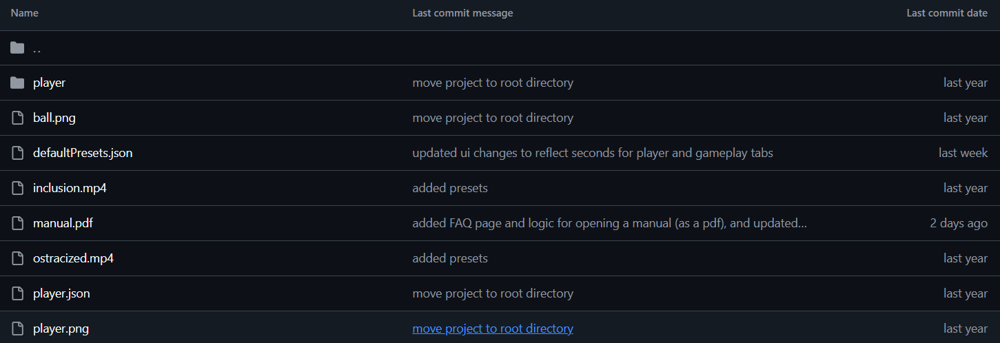 Name Last commit message Last commit date
..
player move project to root directory last year
ball.png move project to root directory last year
defaultPresets.json updated ui changes to reflect seconds for player and gameplay tabs last week
inclusion.mp4 added presets last year
manual.pdf added FAQ page and logic for opening a manual (as a pdf), and updated... 2 days ago
ostracized.mp4 added presets last year
player.json move project to root directory last year
player.png move project to root directory last year